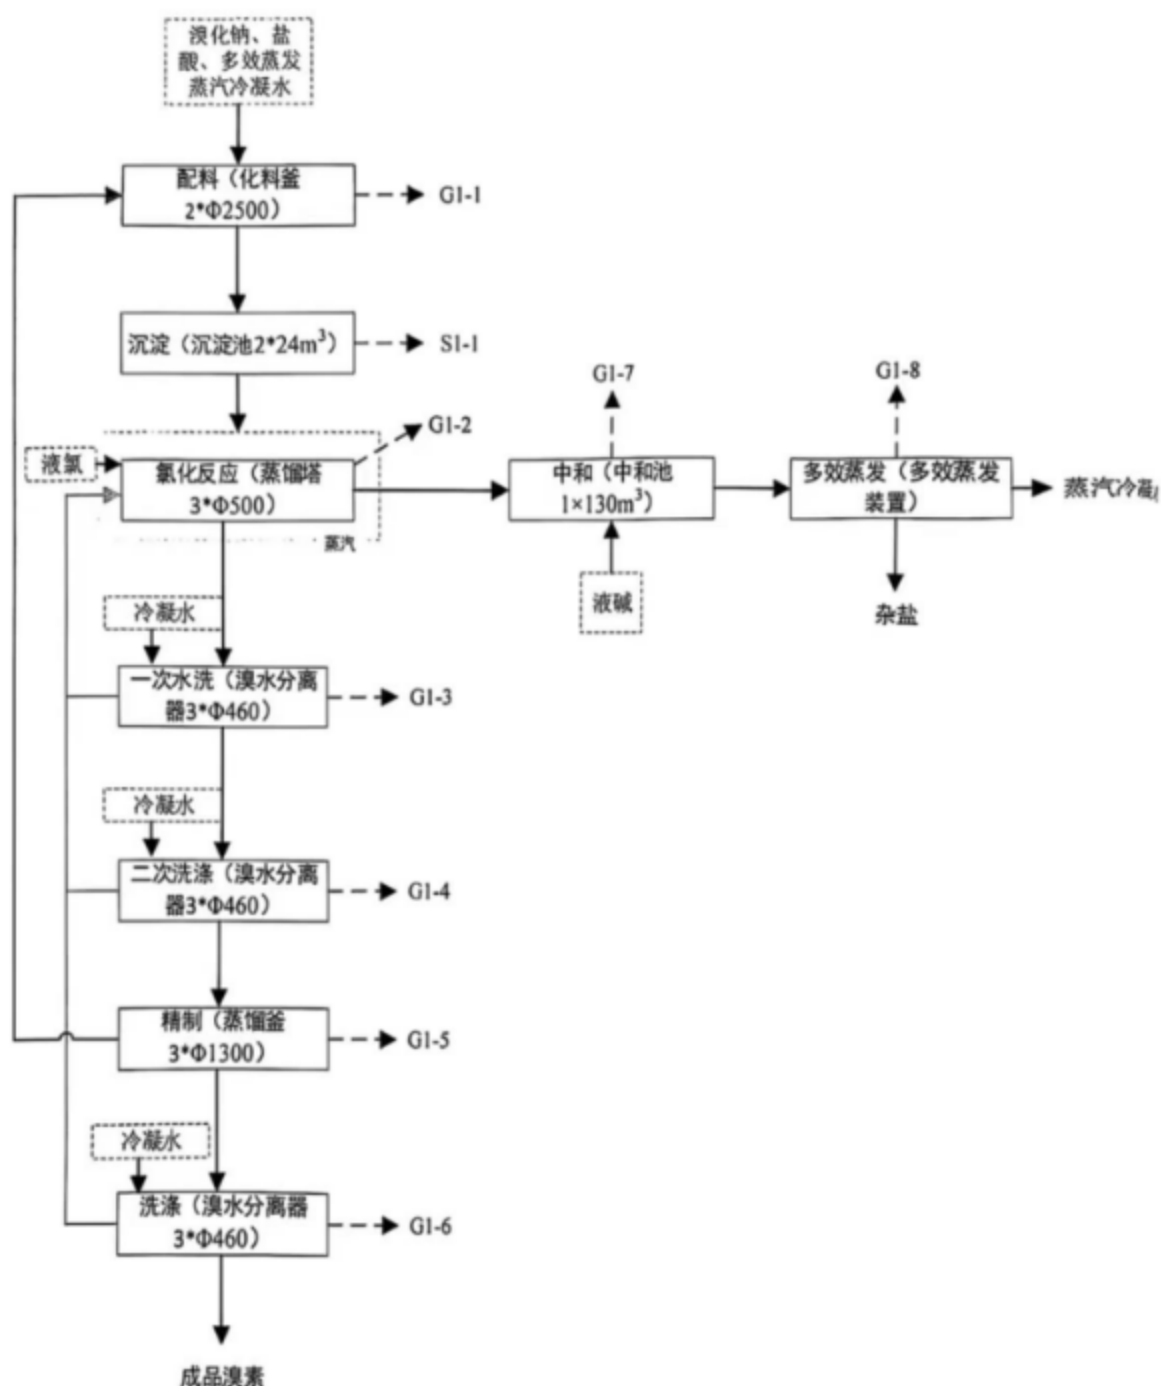 溴化钠、盐
酸、多效蒸发
蒸汽冷凝水
配料（化料釜
2*Φ2500）
G1-1
沉淀（沉淀池2*24m³）
S1-1
G1-2
液氯
氯化反应（蒸馏塔
3*Φ500）
蒸汽
G1-7
中和（中和池
1×130m³）
液碱
G1-8
多效蒸发（多效蒸发
装置）
蒸汽冷凝
杂盐
冷凝水
一次水洗（溴水分离
器3*Φ460）
G1-3
冷凝水
二次洗涤（溴水分离
器3*Φ460）
G1-4
精制（蒸馏釜
3*Φ1300）
G1-5
冷凝水
洗涤（溴水分离器
3*Φ460）
G1-6
成品溴素